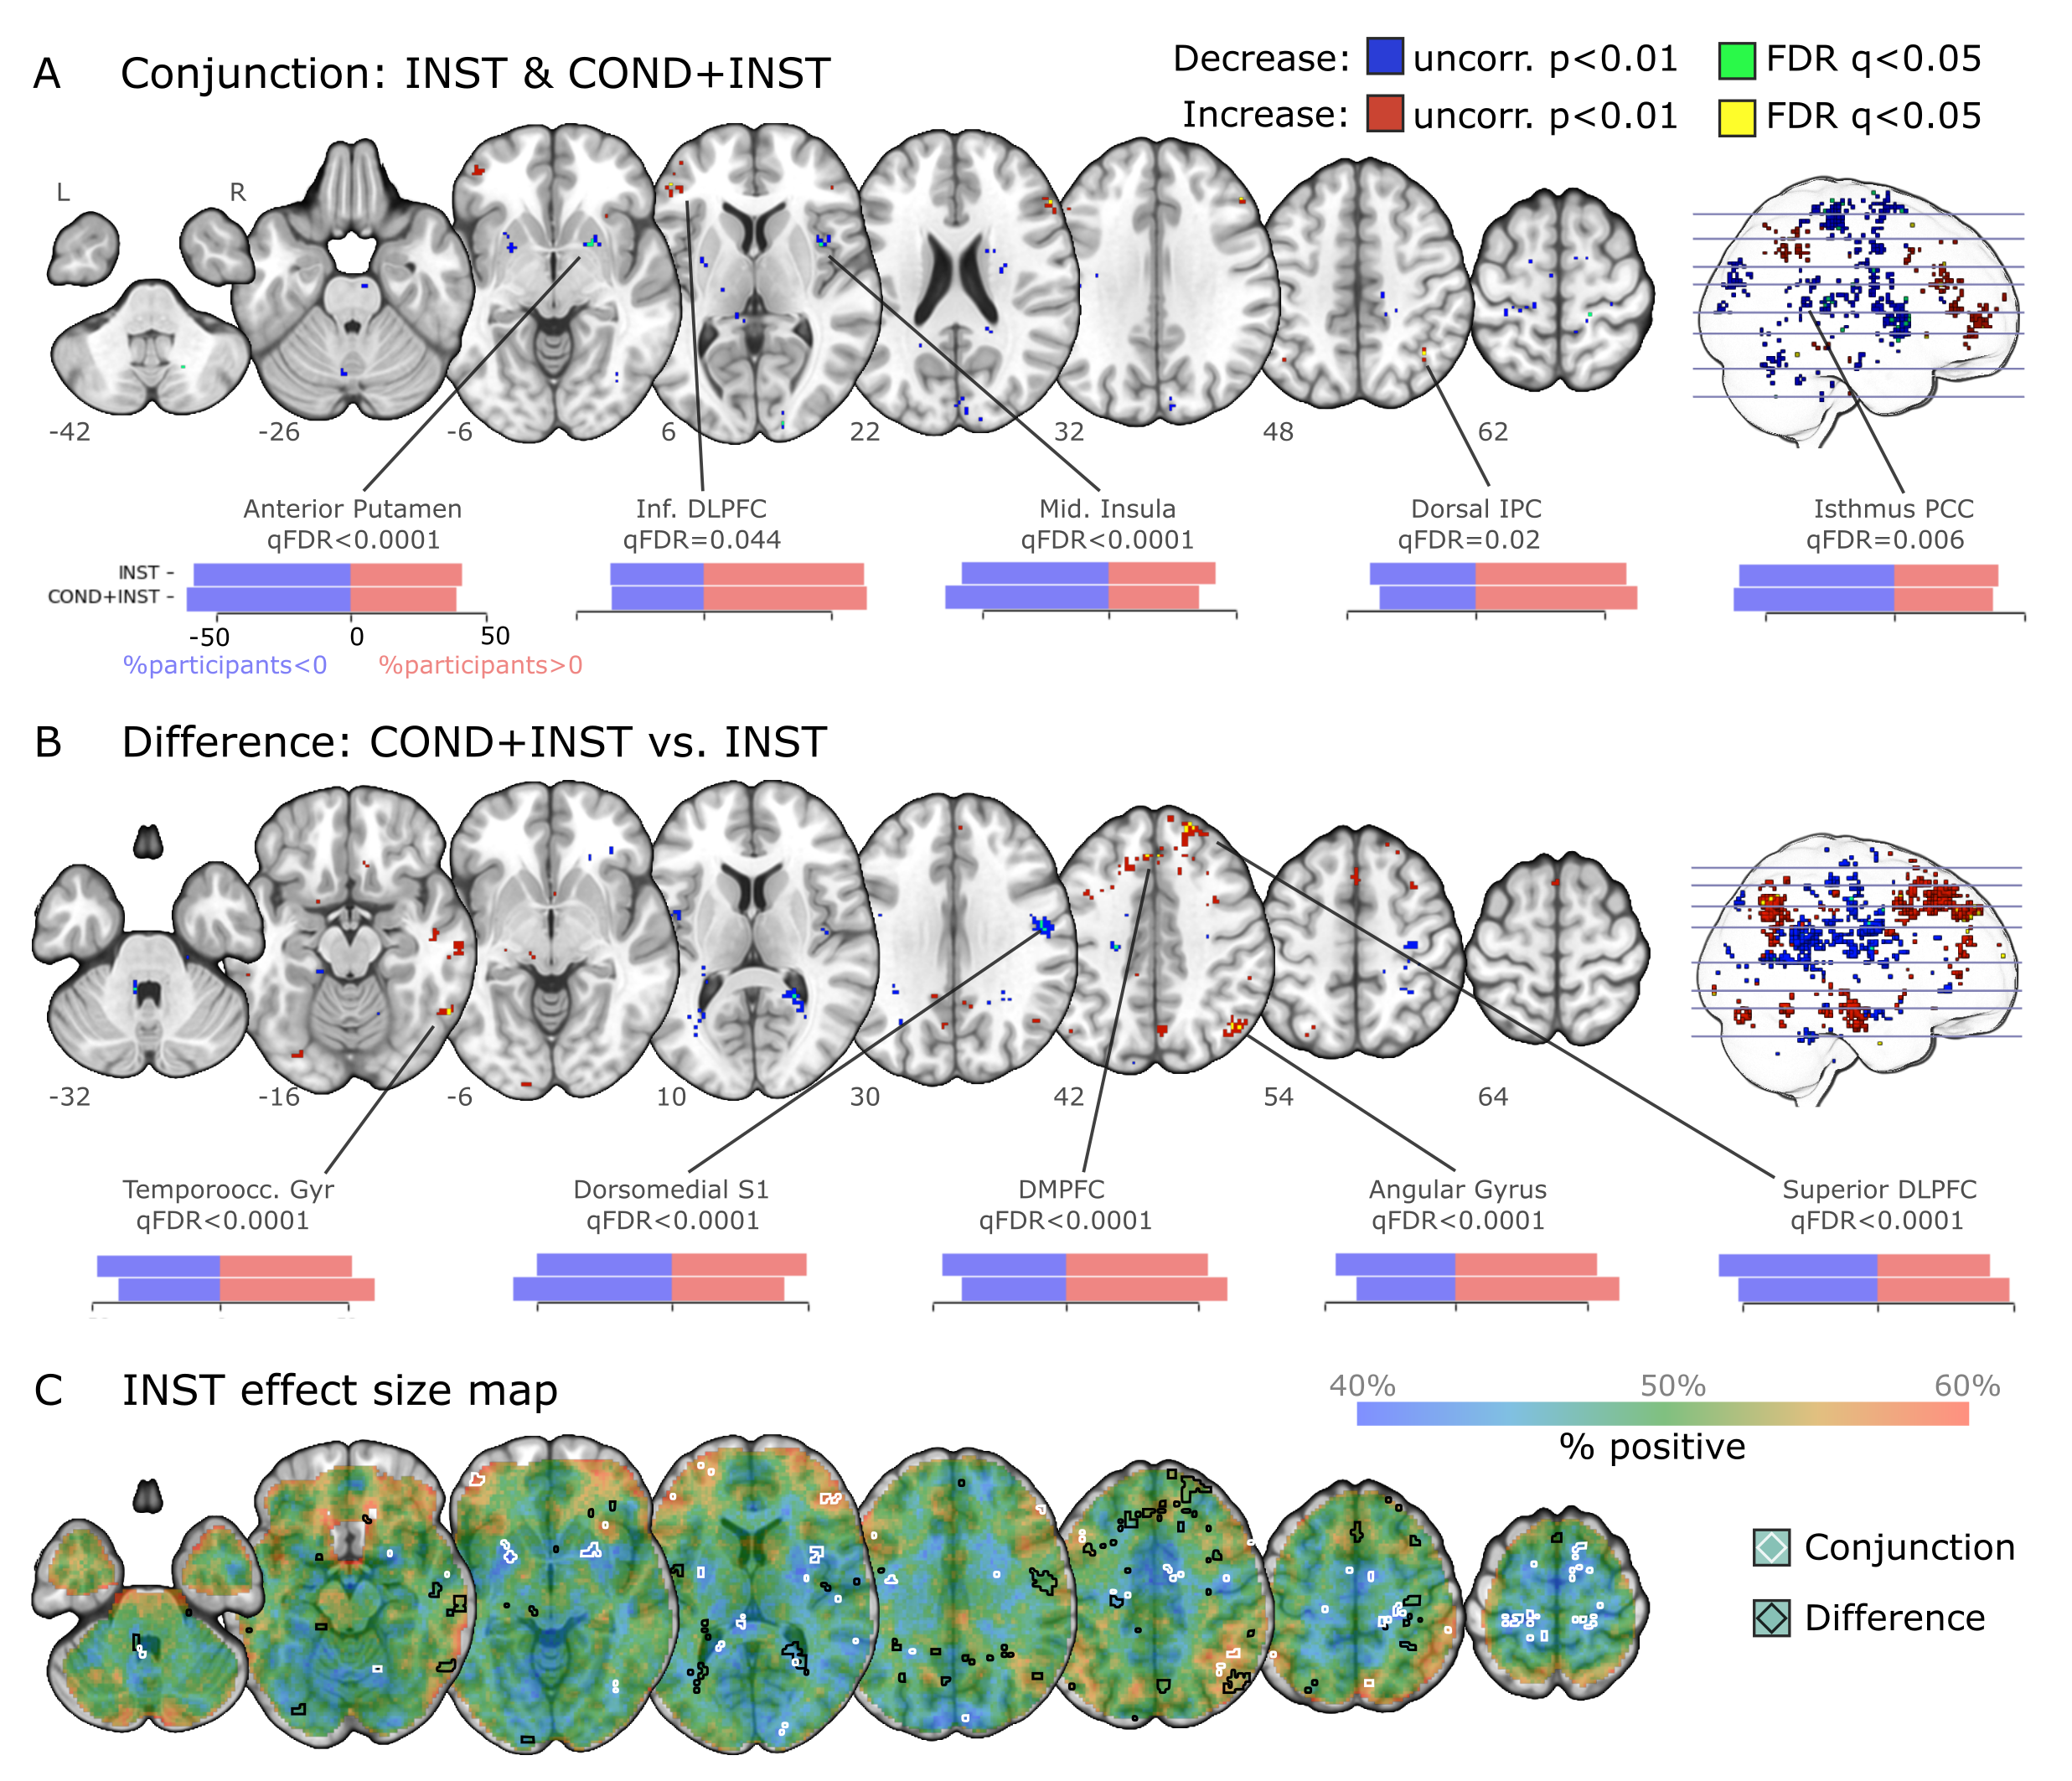 A Conjunction: INST & COND+INST
Decrease: uncorr. p<0.01 FDR q<0.05
Increase: uncorr. p<0.01 FDR q<0.05
L R
-42 -26 -6 6 22 32 48 62
Anterior Putamen Inf. DLPFC Mid. Insula Dorsal IPC Isthmus PCC
qFDR<0.0001 qFDR=0.044 qFDR<0.0001 qFDR=0.02 qFDR=0.006
INST
COND+INST
-50 0 50
%participants<0 %participants>0
B Difference: COND+INST vs. INST
-32 -16 -6 10 30 42 54 64
Temporoocc. Gyr Dorsomedial S1 DMPFC Angular Gyrus Superior DLPFC
qFDR<0.0001 qFDR<0.0001 qFDR<0.0001 qFDR<0.0001 qFDR<0.0001
C INST effect size map
40% 50% 60%
% positive
Conjunction
Difference